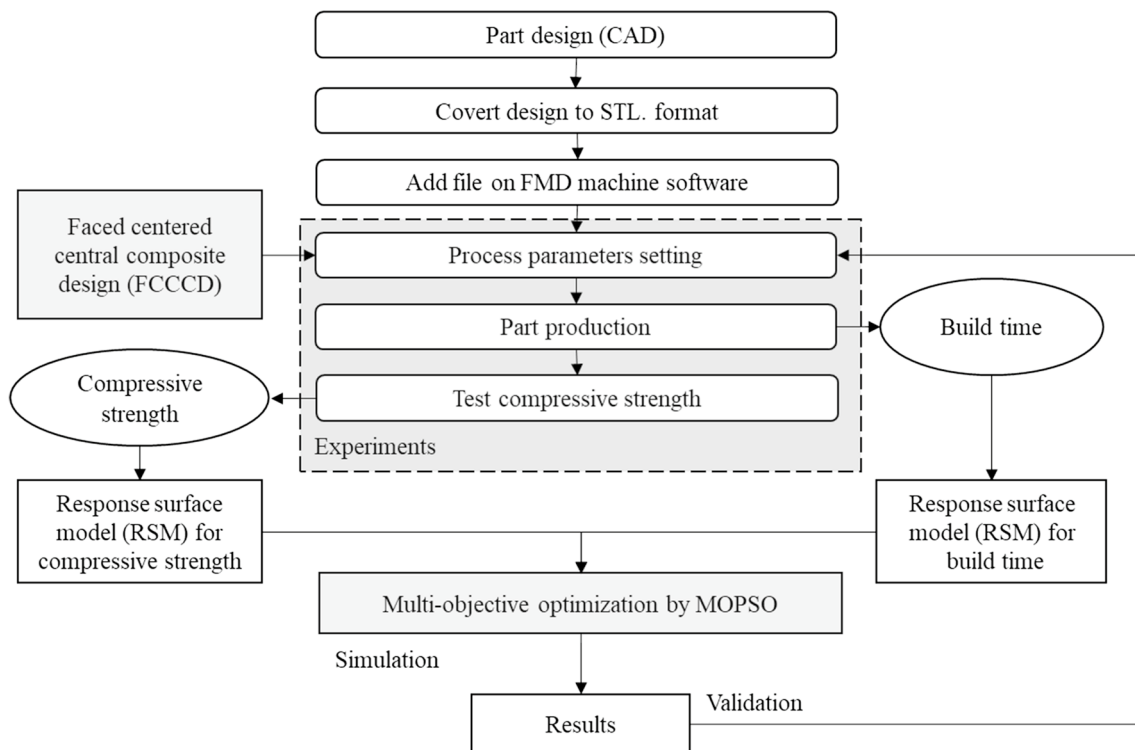 Part design (CAD)
Covert design to STL. format
Add file on FMD machine software
Faced centered
central composite
design (FCCCD)
Process parameters setting
Part production
Build time
Compressive
strength
Test compressive strength
Experiments
Response surface
model (RSM) for
compressive strength
Response surface
model (RSM) for
build time
Multi-objective optimization by MOPSO
Simulation
Validation
Results